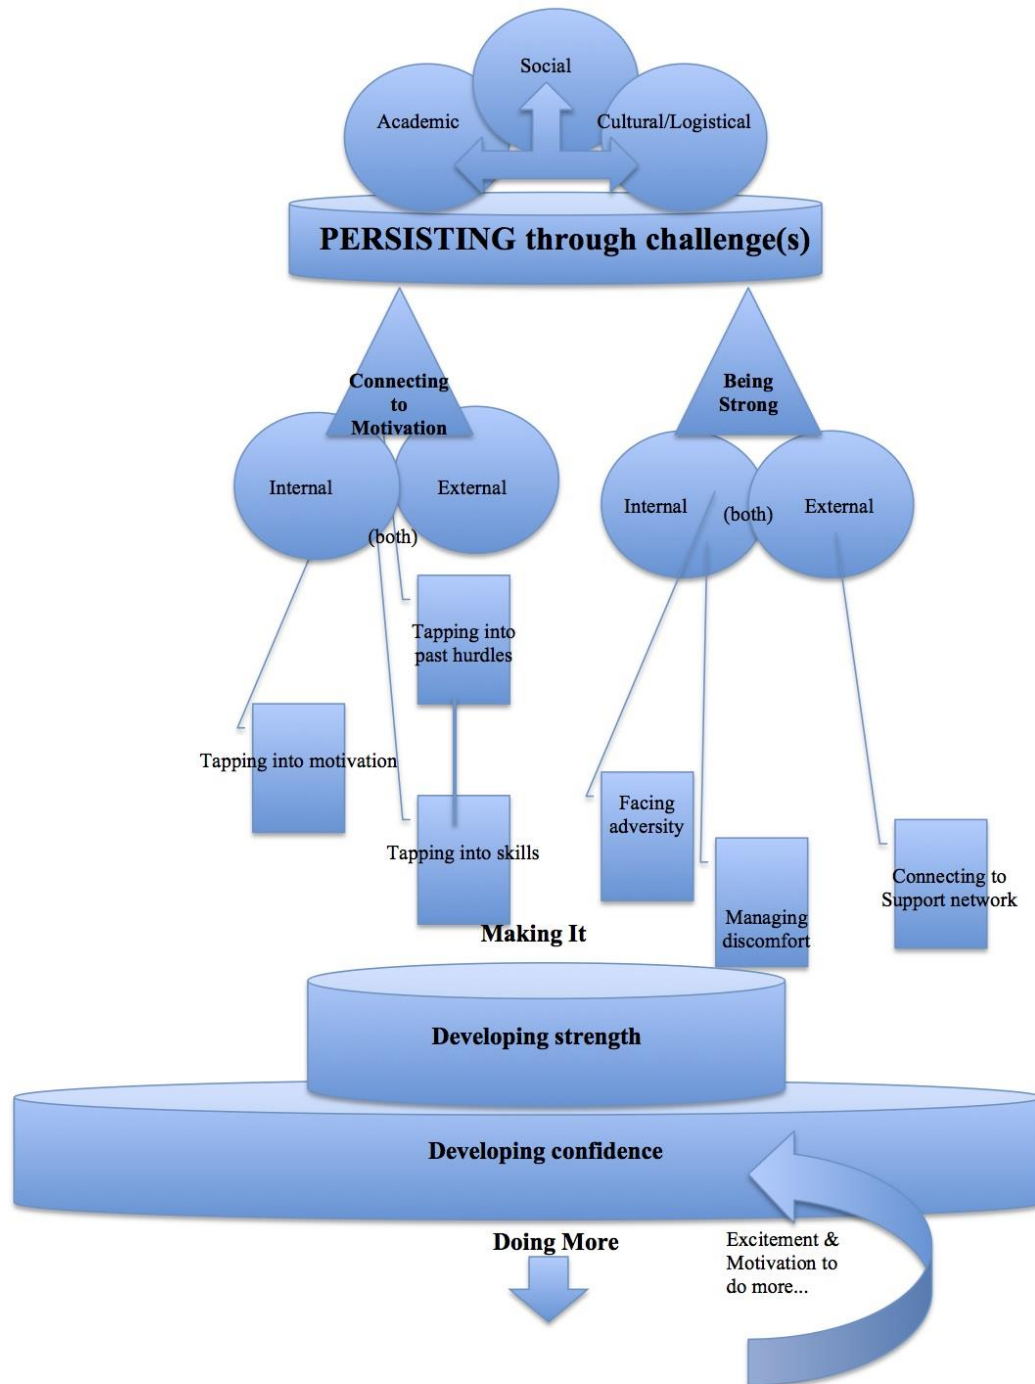 Social
Academic
Cultural/Logistical
PERSISTING through challenge(s)
Connecting
to
Motivation
Being
Strong
Internal
External
(both)
Internal
(both)
External
Tapping into
past hurdles
Tapping into motivation
Tapping into skills
Facing
adversity
Managing
discomfort
Connecting to
Support network
Making It
Developing strength
Developing confidence
Doing More
Excitement &
Motivation to
do more...